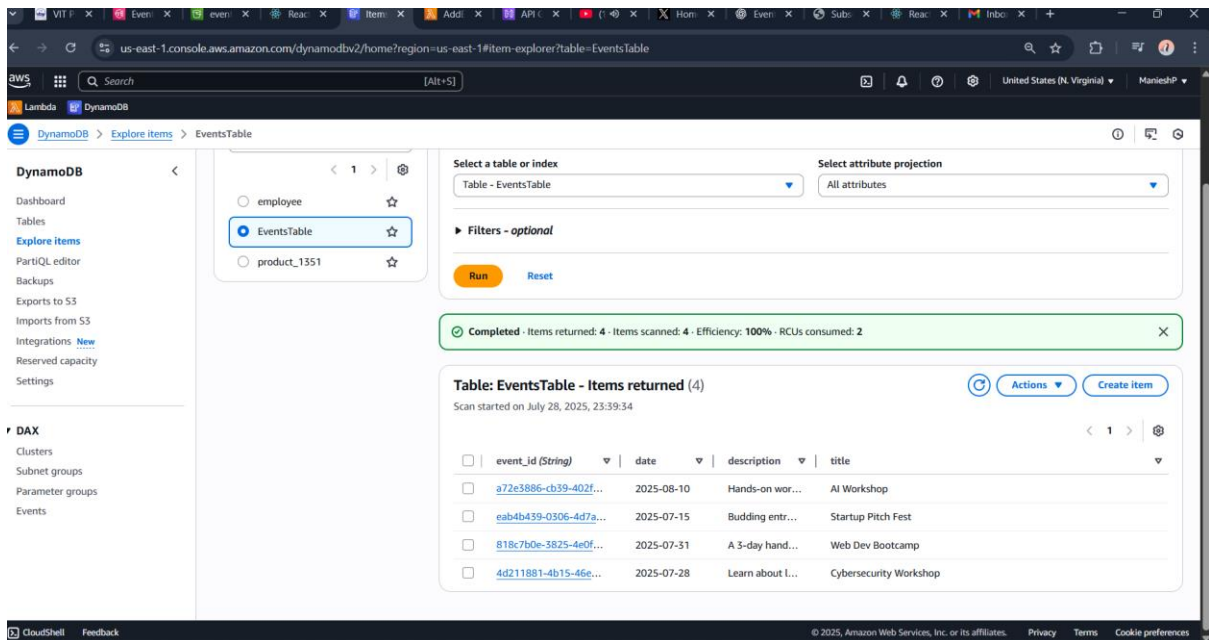 VIT P
Event
event
Reac
Item
AddE
API
(1
Hom
Even
Subs
Reac
Inbo
us-east-1.console.aws.amazon.com/dynamodbv2/home?region=us-east-1#item-explorer?table=EventsTable
aws
Search
[Alt+S]
United States (N. Virginia)
ManieshP
Lambda
DynamoDB
DynamoDB > Explore items > EventsTable
DynamoDB
Dashboard
Tables
Explore items
PartiQL editor
Backups
Exports to S3
Imports from S3
Integrations New
Reserved capacity
Settings
DAX
Clusters
Subnet groups
Parameter groups
Events
< 1 >
employee
EventsTable
product_1351
Select a table or index
Table - EventsTable
Select attribute projection
All attributes
Filters - optional
Run
Reset
Completed · Items returned: 4 · Items scanned: 4 · Efficiency: 100% · RCUs consumed: 2
Table: EventsTable - Items returned (4)
Scan started on July 28, 2025, 23:39:34
Actions
Create item
< 1 >
event_id (String) date description title
a72e3886-cb39-402f... 2025-08-10 Hands-on wor... AI Workshop
eab4b439-0306-4d7a... 2025-07-15 Budding entr... Startup Pitch Fest
818c7b0e-3825-4e0f... 2025-07-31 A 3-day hand... Web Dev Bootcamp
4d211881-4b15-46e... 2025-07-28 Learn about l... Cybersecurity Workshop
CloudShell
Feedback
© 2025, Amazon Web Services, Inc. or its affiliates.
Privacy
Terms
Cookie preferences